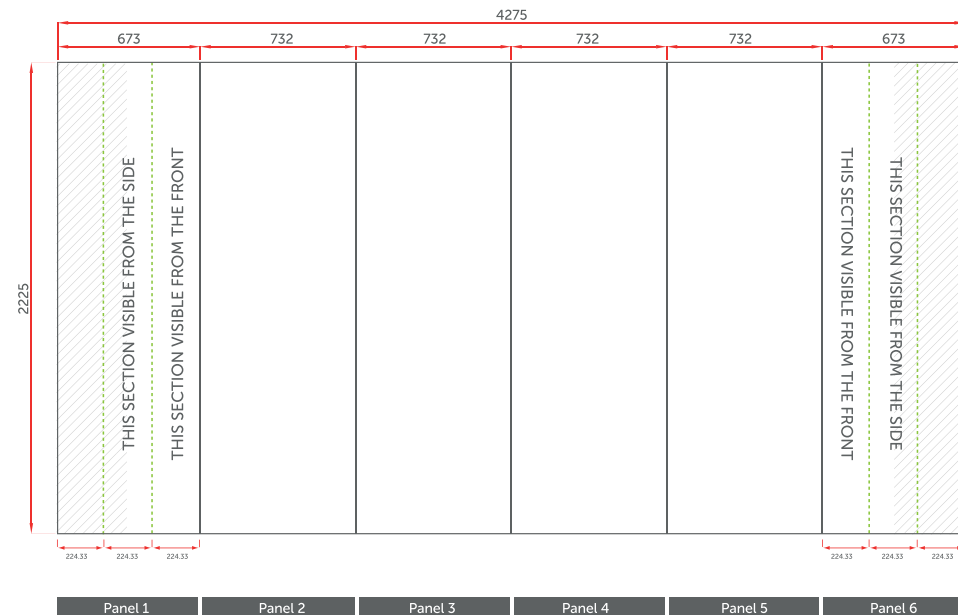 4275
673
732
732
732
732
673
2225
THIS SECTION VISIBLE FROM THE SIDE
THIS SECTION VISIBLE FROM THE FRONT
THIS SECTION VISIBLE FROM THE FRONT
THIS SECTION VISIBLE FROM THE SIDE
224.33
224.33
224.33
224.33
224.33
224.33
Panel 1
Panel 2
Panel 3
Panel 4
Panel 5
Panel 6